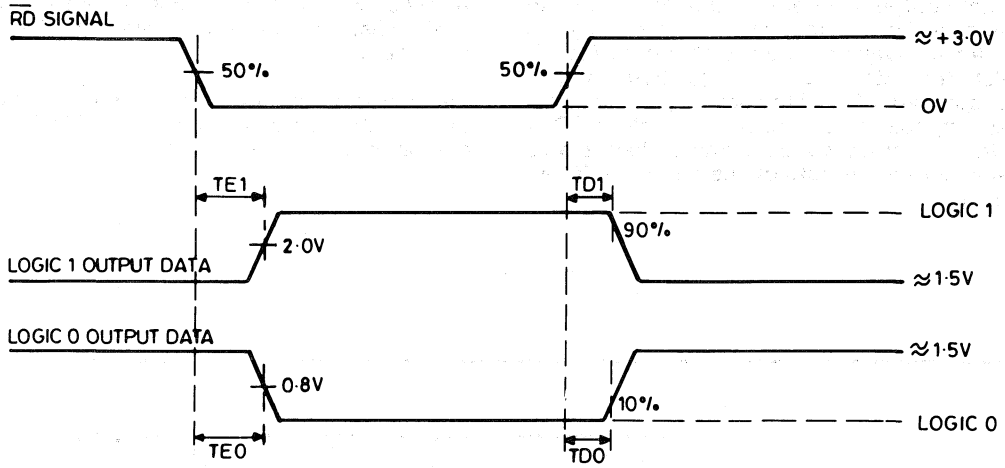 RD SIGNAL
≈ +3·0V
50%
50%
0V
TE1
TD1
LOGIC 1
2·0V
90%
LOGIC 1 OUTPUT DATA
≈ 1·5V
LOGIC 0 OUTPUT DATA
≈ 1·5V
0·8V
10%
LOGIC 0
TE0
TD0